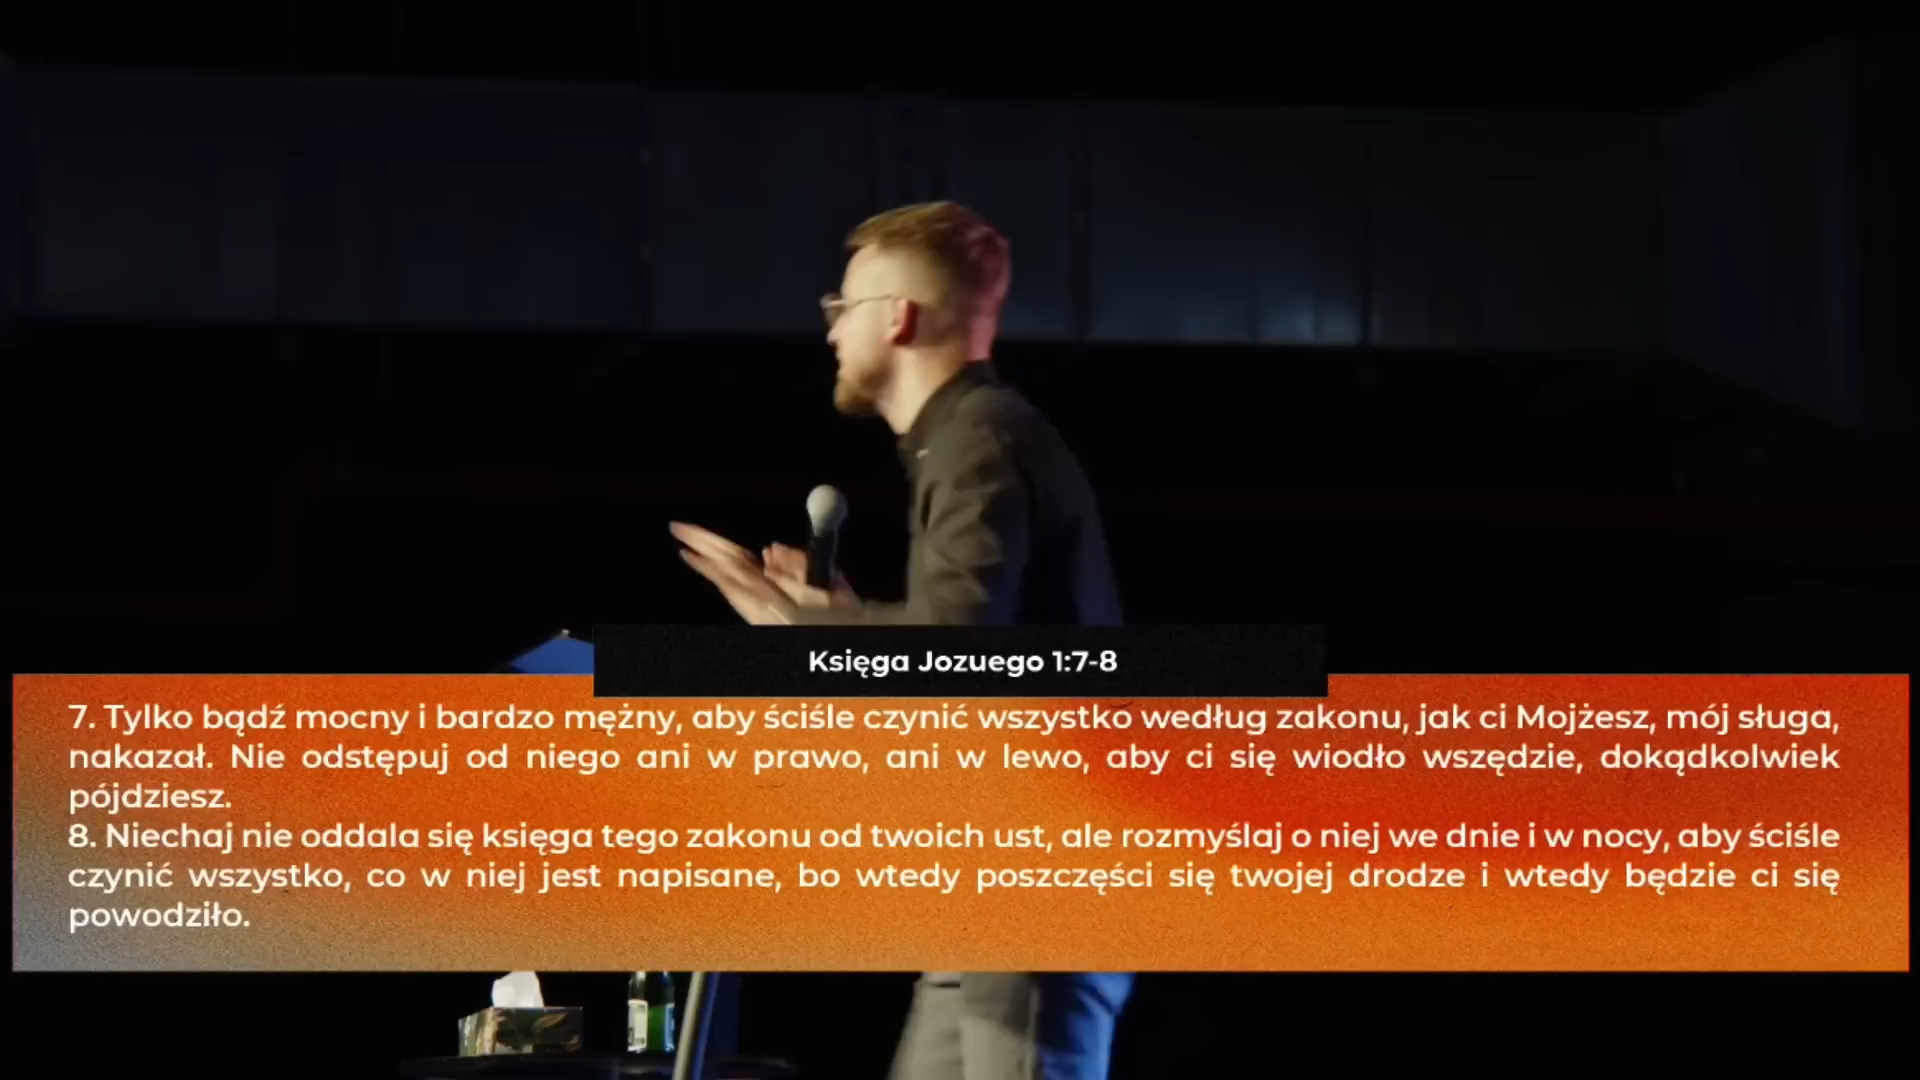 Księga Jozuego 1:7-8
7. Tylko bądź mocny i bardzo mężny, aby ściśle czynić wszystko według zakonu, jak ci Mojżesz, mój sługa,
nakazał. Nie odstępuj od niego ani w prawo, ani w lewo, aby ci się wiodło wszędzie, dokądkolwiek
pójdziesz.
8. Niechaj nie oddala się księga tego zakonu od twoich ust, ale rozmyślaj o niej we dnie i w nocy, aby ściśle
czynić wszystko, co w niej jest napisane, bo wtedy poszczęści się twojej drodze i wtedy będzie ci się
powodziło.